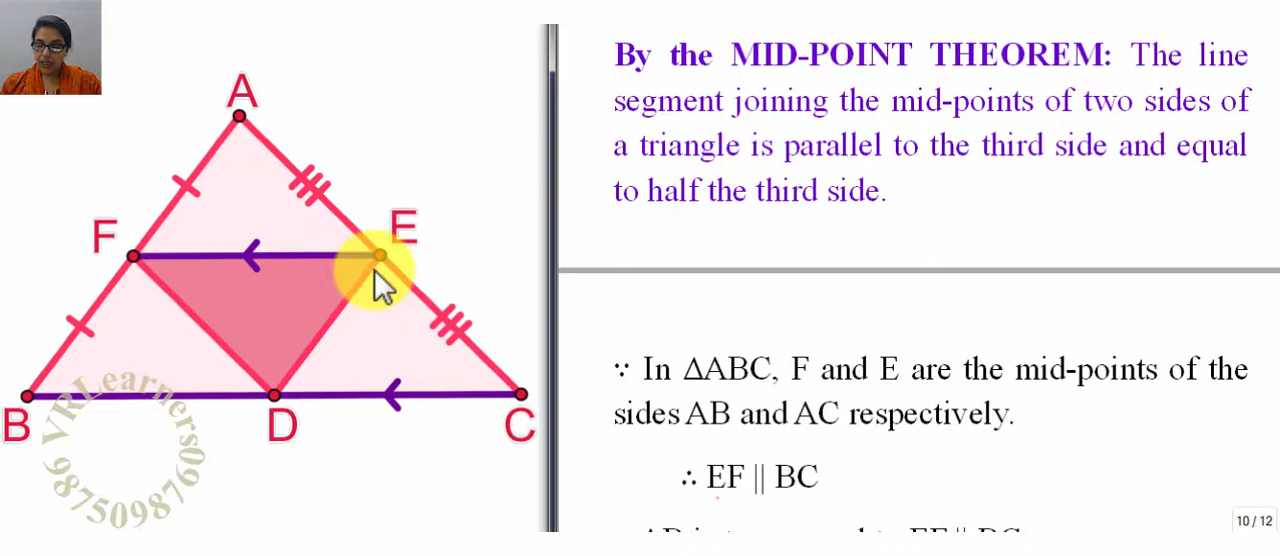 A
F
E
B
D
C
VRLearners09875098760
By the MID-POINT THEOREM: The line
segment joining the mid-points of two sides of
a triangle is parallel to the third side and equal
to half the third side.
∵ In ΔABC, F and E are the mid-points of the
sides AB and AC respectively.
∴ EF || BC
10 / 12